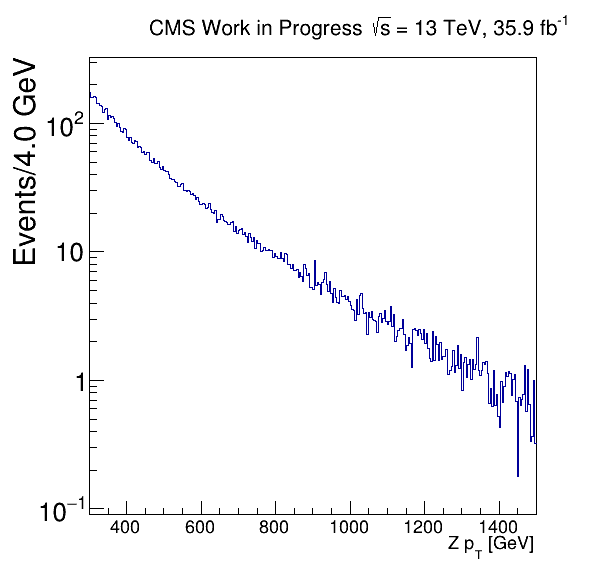 CMS Work in Progress √s = 13 TeV, 35.9 fb⁻¹
Events/4.0 GeV
10²
10
1
10⁻¹
400 600 800 1000 1200 1400
Z p_T [GeV]